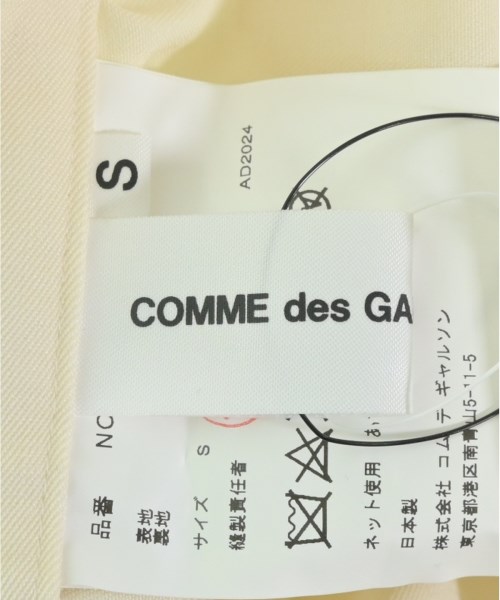 COMME des GA
S
AD2024
品番 NC
表地
裏地
サイズ S
縫製責任者
ネット使用
日本製
株式会社 コム デ ギャルソン
東京都港区南青山5-11-5